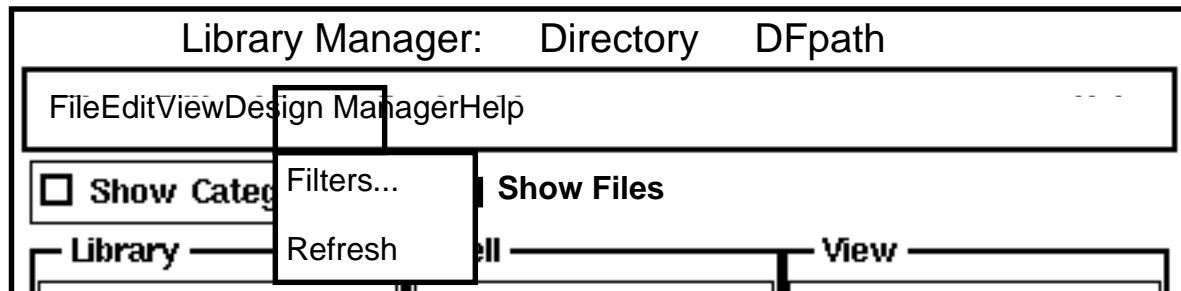 Library Manager: Directory DFpath
FileEditViewDesign ManagerHelp
Show Categ
Filters...
Show Files
Refresh
Library
ell
View